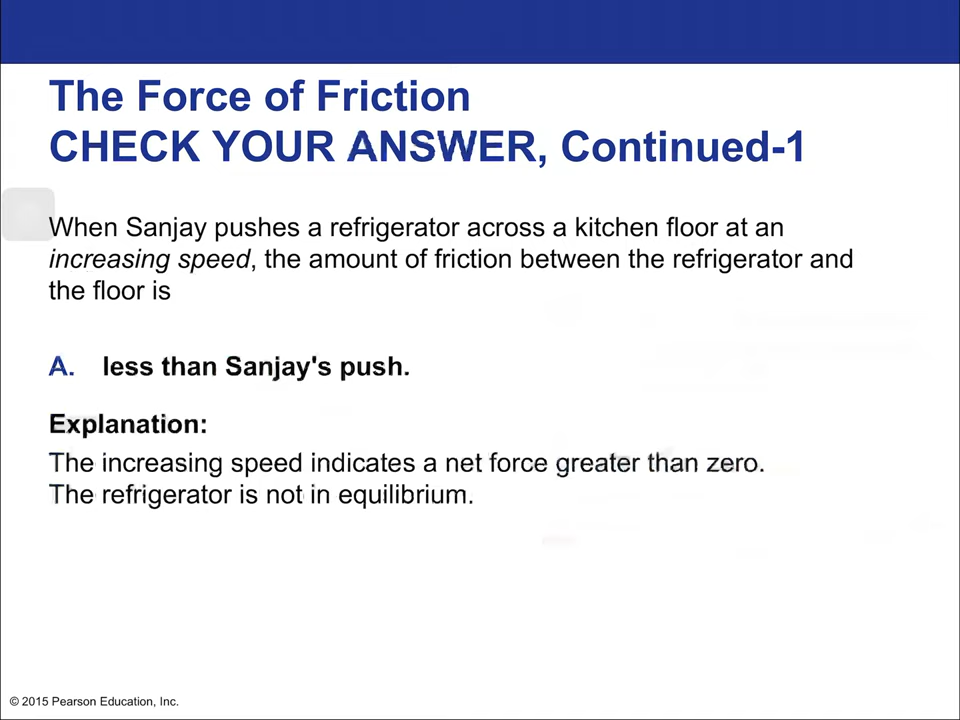 The Force of Friction
CHECK YOUR ANSWER, Continued-1
When Sanjay pushes a refrigerator across a kitchen floor at an
increasing speed, the amount of friction between the refrigerator and
the floor is
A. less than Sanjay's push.
Explanation:
The increasing speed indicates a net force greater than zero.
The refrigerator is not in equilibrium.
© 2015 Pearson Education, Inc.